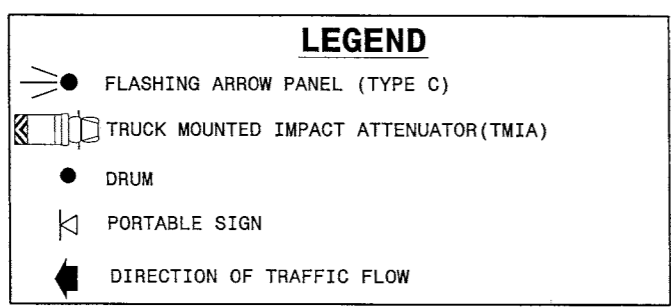 LEGEND
FLASHING ARROW PANEL (TYPE C)
TRUCK MOUNTED IMPACT ATTENUATOR(TMIA)
DRUM
PORTABLE SIGN
DIRECTION OF TRAFFIC FLOW